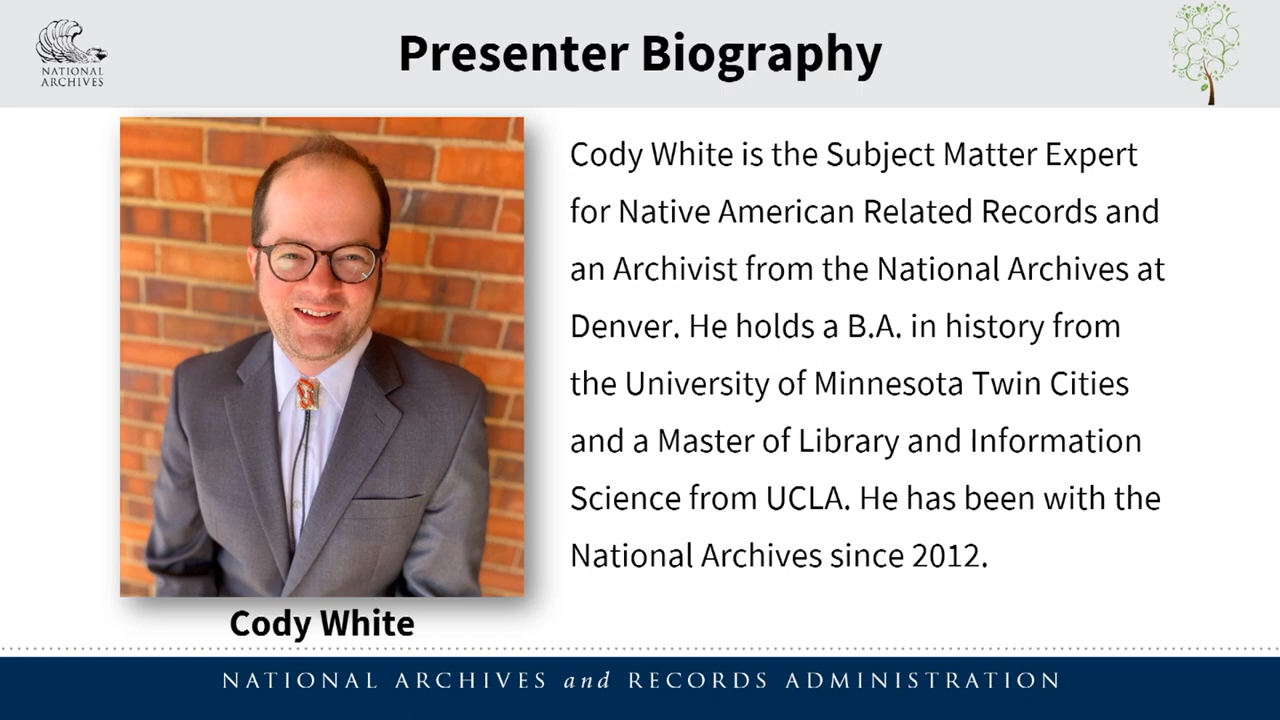 NATIONAL
ARCHIVES
Presenter Biography
Cody White is the Subject Matter Expert
for Native American Related Records and
an Archivist from the National Archives at
Denver. He holds a B.A. in history from
the University of Minnesota Twin Cities
and a Master of Library and Information
Science from UCLA. He has been with the
National Archives since 2012.
Cody White
NATIONAL ARCHIVES and RECORDS ADMINISTRATION